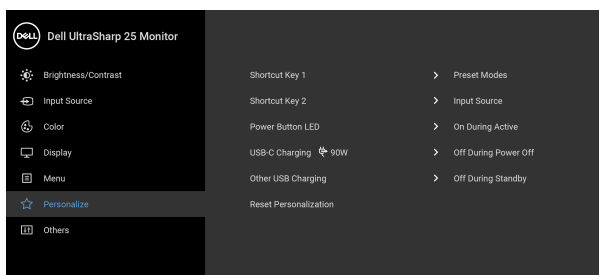 DELL Dell UltraSharp 25 Monitor
Brightness/Contrast
Input Source
Color
Display
Menu
Personalize
Others
Shortcut Key 1 > Preset Modes
Shortcut Key 2 > Input Source
Power Button LED > On During Active
USB-C Charging 90W > Off During Power Off
Other USB Charging > Off During Standby
Reset Personalization